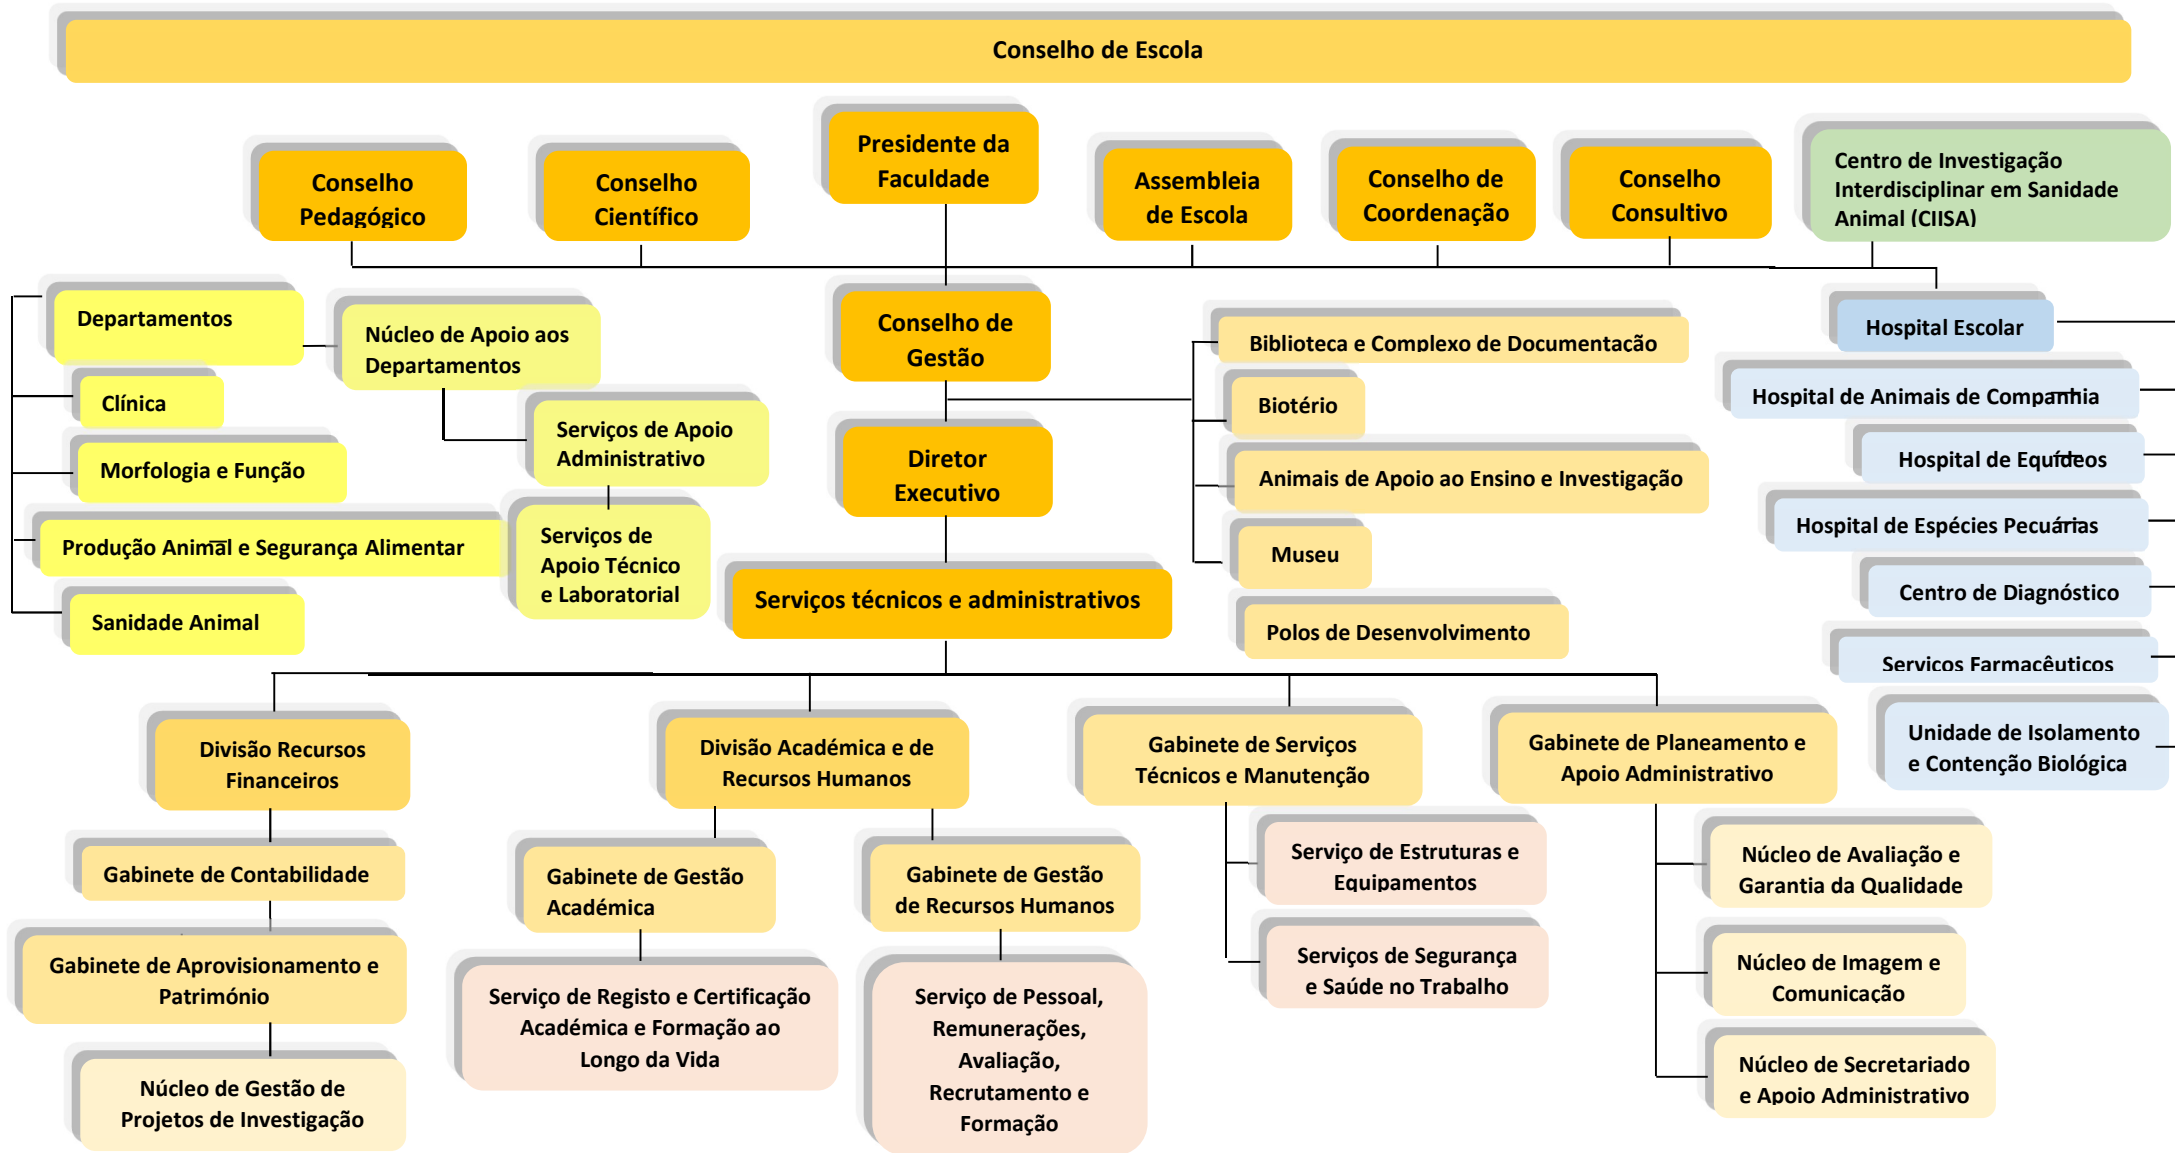 Conselho de Escola
Presidente da
Faculdade
Conselho
Pedagógico
Conselho
Científico
Assembleia
de Escola
Conselho de
Coordenação
Conselho
Consultivo
Centro de Investigação
Interdisciplinar em Sanidade
Animal (CIISA)
Departamentos
Clínica
Morfologia e Função
Produção Animal e Segurança Alimentar
Sanidade Animal
Núcleo de Apoio aos
Departamentos
Serviços de Apoio
Administrativo
Serviços de
Apoio Técnico
e Laboratorial
Conselho de
Gestão
Diretor
Executivo
Serviços técnicos e administrativos
Biblioteca e Complexo de Documentação
Biotério
Animais de Apoio ao Ensino e Investigação
Museu
Polos de Desenvolvimento
Hospital Escolar
Hospital de Animais de Companhia
Hospital de Equídeos
Hospital de Espécies Pecuárias
Centro de Diagnóstico
Serviços Farmacêuticos
Unidade de Isolamento
e Contenção Biológica
Divisão Recursos
Financeiros
Gabinete de Contabilidade
Gabinete de Aprovisionamento e
Património
Núcleo de Gestão de
Projetos de Investigação
Divisão Académica e de
Recursos Humanos
Gabinete de Gestão
Académica
Serviço de Registo e Certificação
Académica e Formação ao
Longo da Vida
Gabinete de Gestão
de Recursos Humanos
Serviço de Pessoal,
Remunerações,
Avaliação,
Recrutamento e
Formação
Gabinete de Serviços
Técnicos e Manutenção
Serviço de Estruturas e
Equipamentos
Serviços de Segurança
e Saúde no Trabalho
Gabinete de Planeamento e
Apoio Administrativo
Núcleo de Avaliação e
Garantia da Qualidade
Núcleo de Imagem e
Comunicação
Núcleo de Secretariado
e Apoio Administrativo